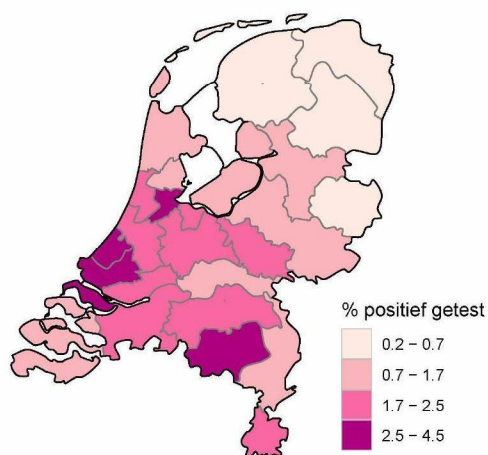 % positief getest
0.2 – 0.7
0.7 – 1.7
1.7 – 2.5
2.5 – 4.5